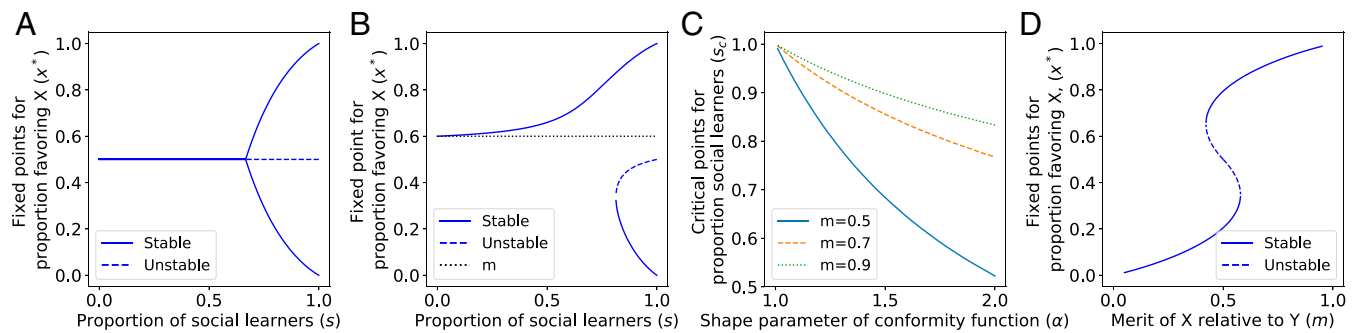 A
Fixed points for
proportion favoring X (x*)
1.0
0.8
0.6
0.4
0.2
0.0
Stable
Unstable
0.0 0.5 1.0
Proportion of social learners (s)
B
Fixed point for
proportion favoring X (x*)
1.0
0.8
0.6
0.4
0.2
0.0
Stable
Unstable
m
0.0 0.5 1.0
Proportion of social learners (s)
C
Critical points for
proportion social learners (s_c)
1.0
0.9
0.8
0.7
0.6
0.5
m=0.5
m=0.7
m=0.9
1.0 1.5 2.0
Shape parameter of conformity function (α)
D
Fixed points for
proportion favoring X, (x*)
1.0
0.8
0.6
0.4
0.2
0.0
Stable
Unstable
0.0 0.5 1.0
Merit of X relative to Y (m)